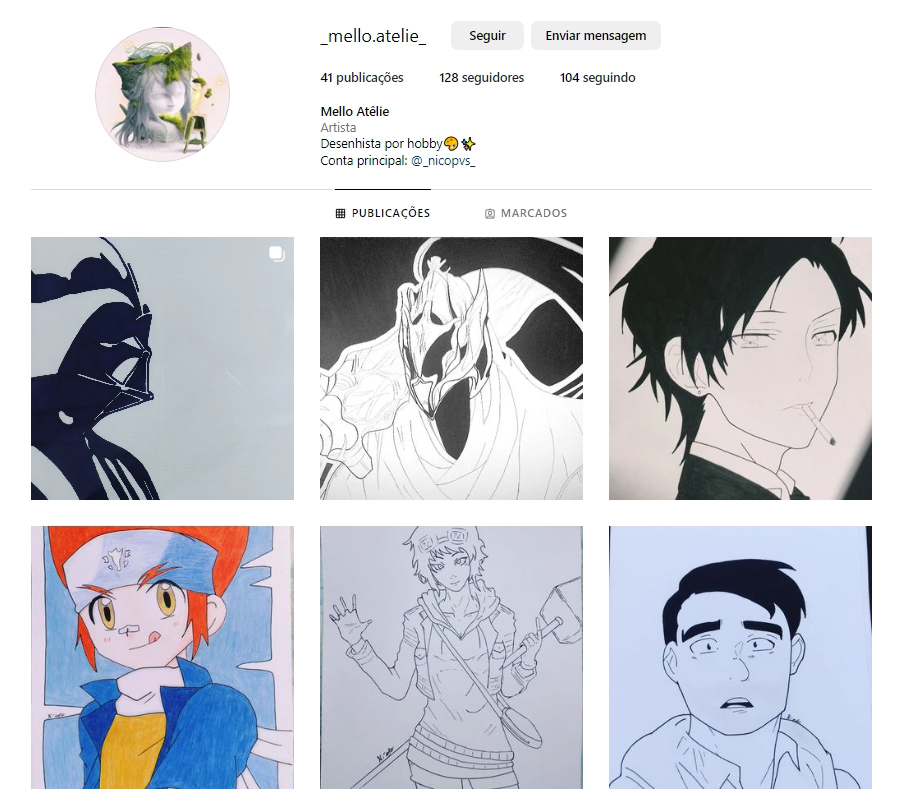 _mello.atelie_ Seguir Enviar mensagem
41 publicações 128 seguidores 104 seguindo
Mello Atélie
Artista
Desenhista por hobby🎨✨
Conta principal: @_nicopvs_
PUBLICAÇÕES MARCADOS